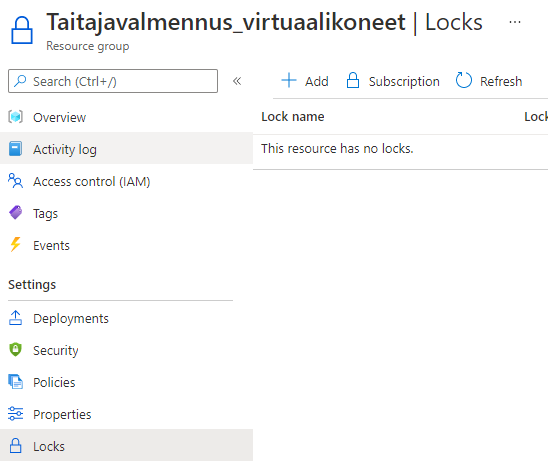 Taitajavalmennus_virtuaalikoneet | Locks ...
Resource group
Search (Ctrl+/) «
Add Subscription Refresh
Overview
Activity log
Access control (IAM)
Tags
Events
Settings
Deployments
Security
Policies
Properties
Locks
Lock name Loc
This resource has no locks.